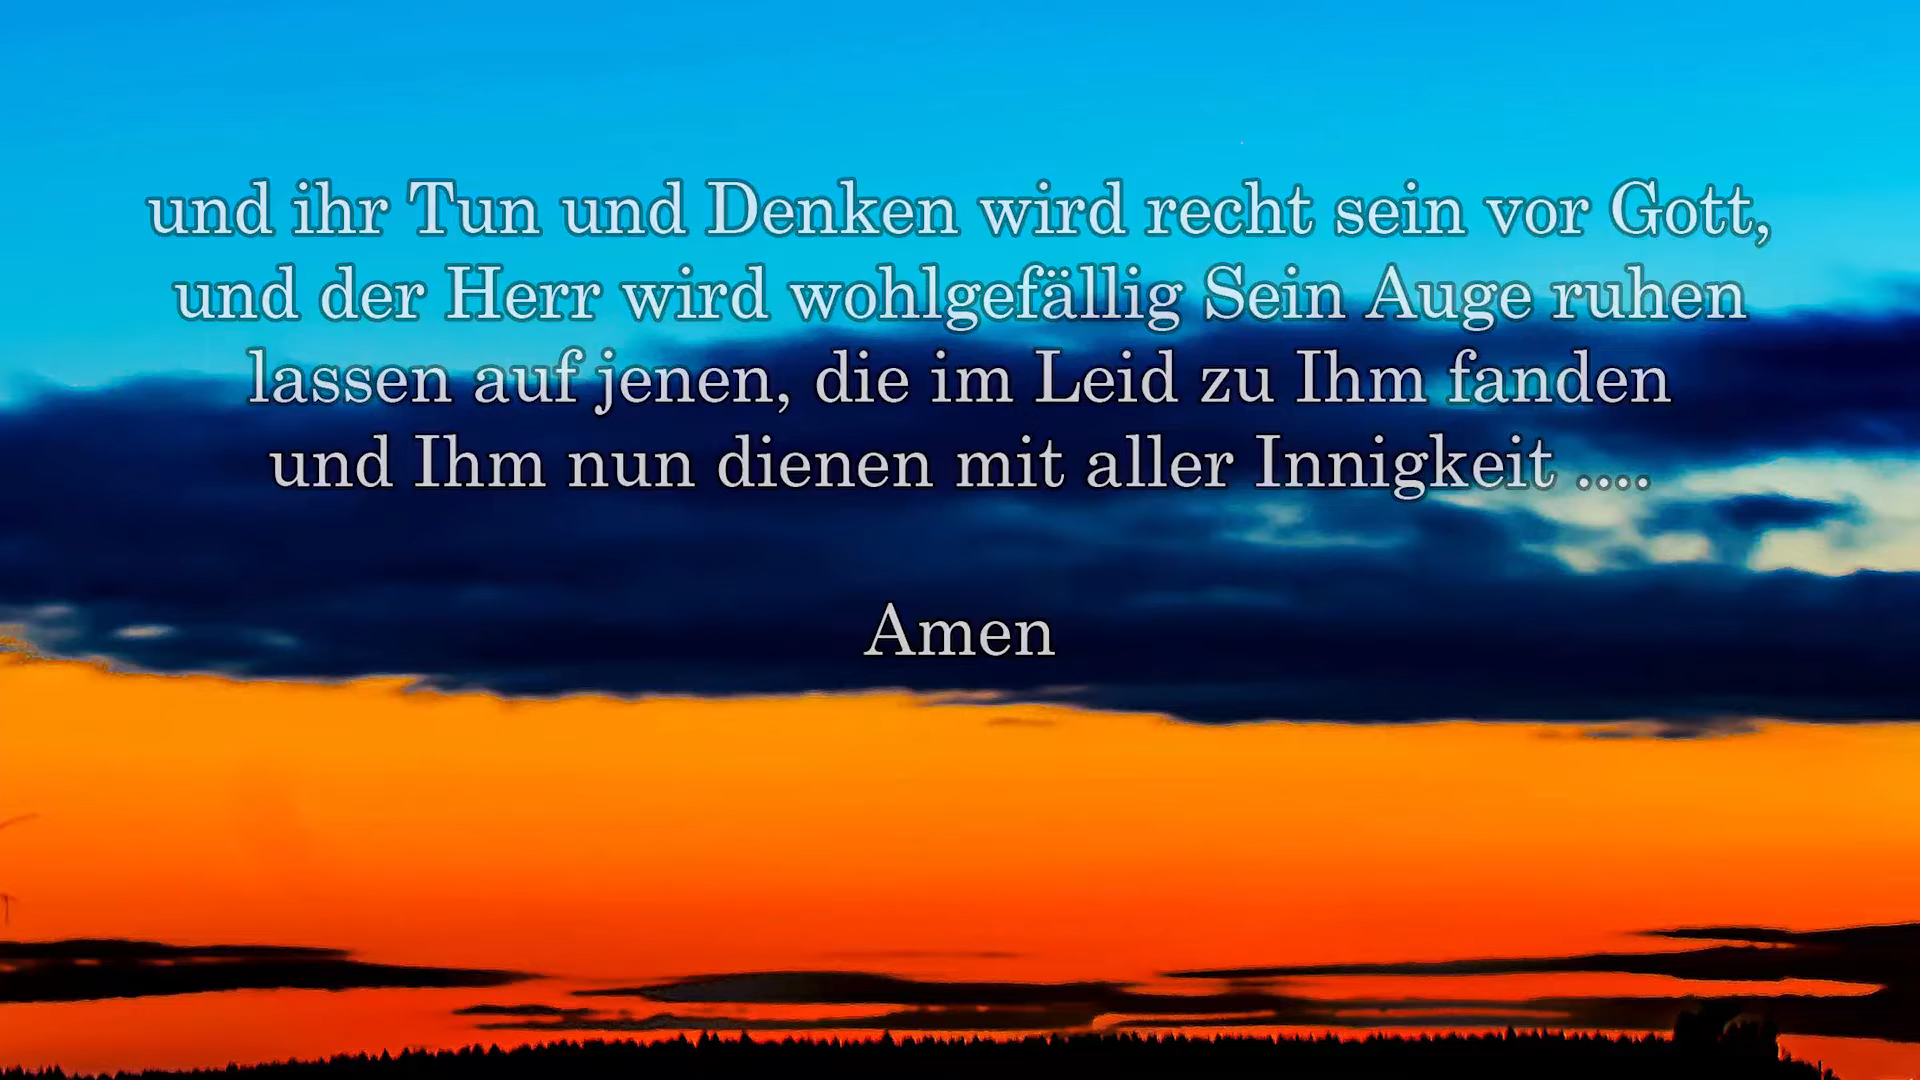 und ihr Tun und Denken wird recht sein vor Gott,
und der Herr wird wohlgefällig Sein Auge ruhen
lassen auf jenen, die im Leid zu Ihm fanden
und Ihm nun dienen mit aller Innigkeit ....
Amen